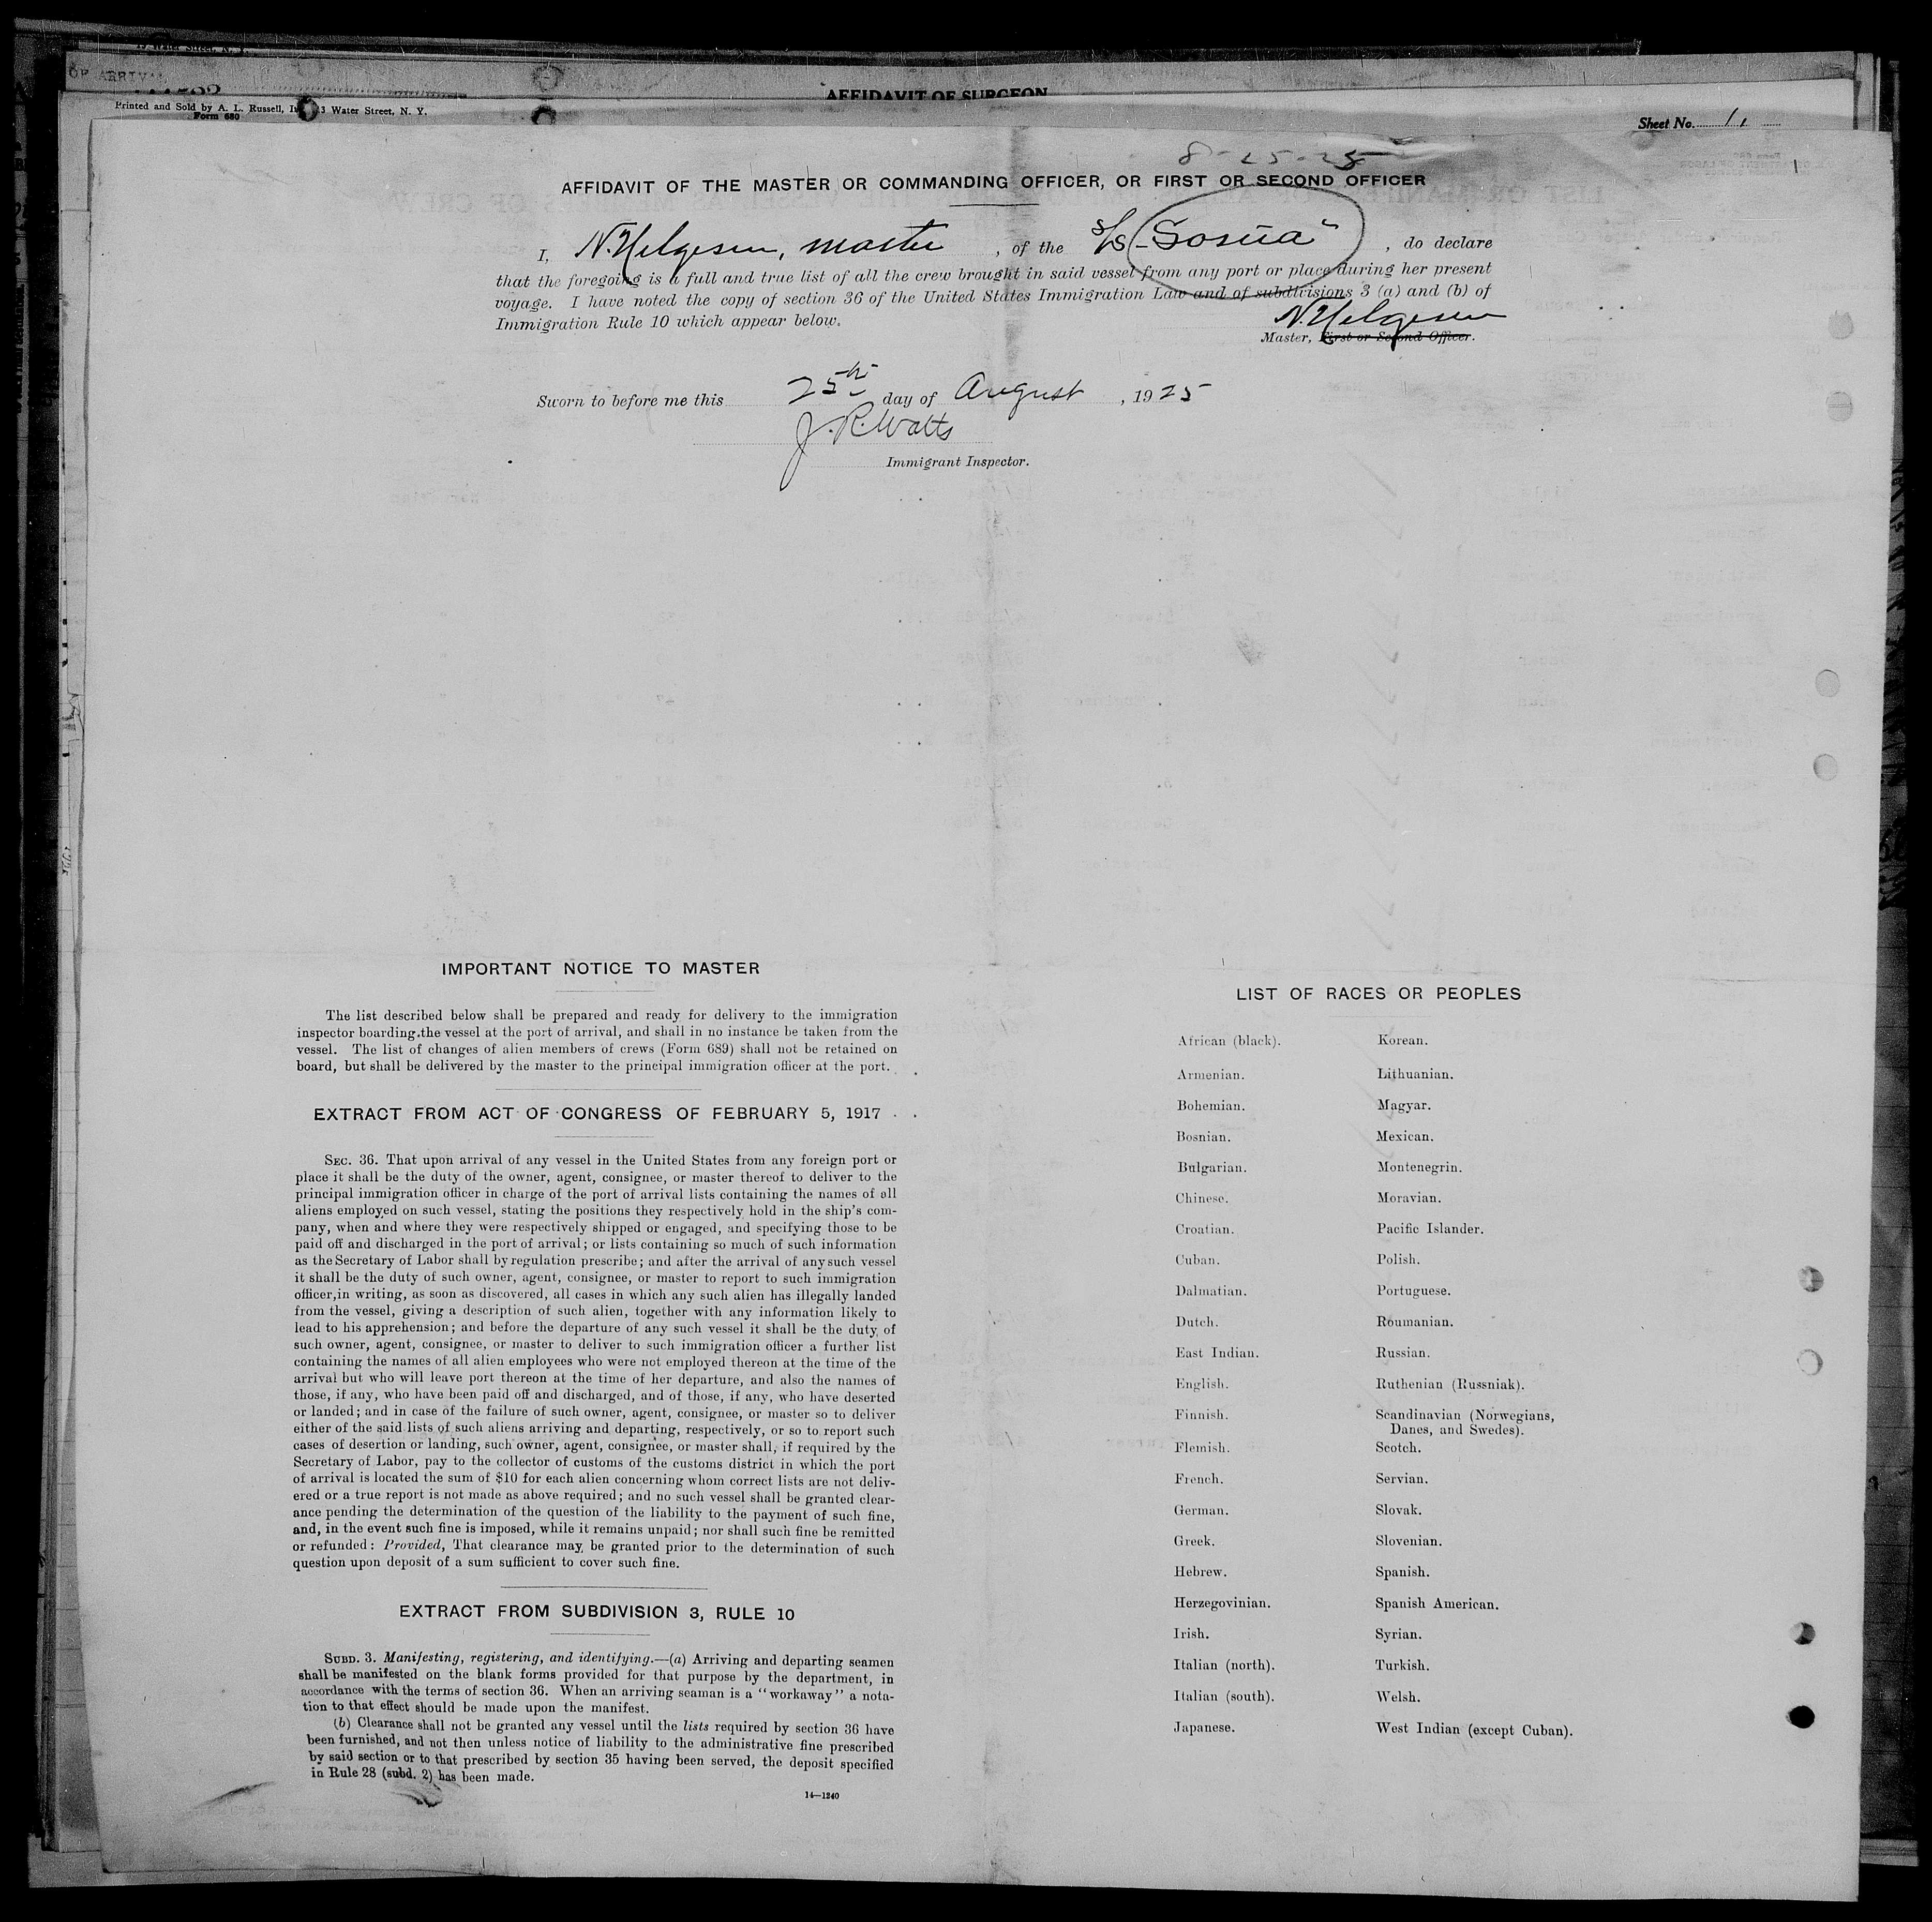 AFFIDAVIT OF SURGEON
Printed and Sold by A. L. Russell, 3 Water Street, N. Y.
Form 680
Sheet No. 1,
8-25-25
AFFIDAVIT OF THE MASTER OR COMMANDING OFFICER, OR FIRST OR SECOND OFFICER
I, N. Helgesen, master, of the S/S "Sosua", do declare
that the foregoing is a full and true list of all the crew brought in said vessel from any port or place during her present
voyage. I have noted the copy of section 36 of the United States Immigration Law and of subdivisions 3 (a) and (b) of
Immigration Rule 10 which appear below.
N. Helgesen
Master, First or Second Officer.
Sworn to before me this 25th day of August, 1925
J. R. Watts
Immigrant Inspector.
IMPORTANT NOTICE TO MASTER
The list described below shall be prepared and ready for delivery to the immigration
inspector boarding the vessel at the port of arrival, and shall in no instance be taken from the
vessel. The list of changes of alien members of crews (Form 689) shall not be retained on
board, but shall be delivered by the master to the principal immigration officer at the port.
EXTRACT FROM ACT OF CONGRESS OF FEBRUARY 5, 1917
SEC. 36. That upon arrival of any vessel in the United States from any foreign port or
place it shall be the duty of the owner, agent, consignee, or master thereof to deliver to the
principal immigration officer in charge of the port of arrival lists containing the names of all
aliens employed on such vessel, stating the positions they respectively hold in the ship's com-
pany, when and where they were respectively shipped or engaged, and specifying those to be
paid off and discharged in the port of arrival; or lists containing so much of such information
as the Secretary of Labor shall by regulation prescribe; and after the arrival of any such vessel
it shall be the duty of such owner, agent, consignee, or master to report to such immigration
officer, in writing, as soon as discovered, all cases in which any such alien has illegally landed
from the vessel, giving a description of such alien, together with any information likely to
lead to his apprehension; and before the departure of any such vessel it shall be the duty of
such owner, agent, consignee, or master to deliver to such immigration officer a further list
containing the names of all alien employees who were not employed thereon at the time of the
arrival but who will leave port thereon at the time of her departure, and also the names of
those, if any, who have been paid off and discharged, and of those, if any, who have deserted
or landed; and in case of the failure of such owner, agent, consignee, or master so to deliver
either of the said lists of such aliens arriving and departing, respectively, or so to report such
cases of desertion or landing, such owner, agent, consignee, or master shall, if required by the
Secretary of Labor, pay to the collector of customs of the customs district in which the port
of arrival is located the sum of $10 for each alien concerning whom correct lists are not deliv-
ered or a true report is not made as above required; and no such vessel shall be granted clear-
ance pending the determination of the question of the liability to the payment of such fine,
and, in the event such fine is imposed, while it remains unpaid; nor shall such fine be remitted
or refunded: Provided, That clearance may be granted prior to the determination of such
question upon deposit of a sum sufficient to cover such fine.
EXTRACT FROM SUBDIVISION 3, RULE 10
SUBD. 3. Manifesting, registering, and identifying.—(a) Arriving and departing seamen
shall be manifested on the blank forms provided for that purpose by the department, in
accordance with the terms of section 36. When an arriving seaman is a "workaway" a nota-
tion to that effect should be made upon the manifest.
(b) Clearance shall not be granted any vessel until the lists required by section 36 have
been furnished, and not then unless notice of liability to the administrative fine prescribed
by said section or to that prescribed by section 35 having been served, the deposit specified
in Rule 28 (subd. 2) has been made.
14—1240
LIST OF RACES OR PEOPLES
African (black).
Armenian.
Bohemian.
Bosnian.
Bulgarian.
Chinese.
Croatian.
Cuban.
Dalmatian.
Dutch.
East Indian.
English.
Finnish.
Flemish.
French.
German.
Greek.
Hebrew.
Herzegovinian.
Irish.
Italian (north).
Italian (south).
Japanese.
Korean.
Lithuanian.
Magyar.
Mexican.
Montenegrin.
Moravian.
Pacific Islander.
Polish.
Portuguese.
Roumanian.
Russian.
Ruthenian (Russniak).
Scandinavian (Norwegians,
Danes, and Swedes).
Scotch.
Servian.
Slovak.
Slovenian.
Spanish.
Spanish American.
Syrian.
Turkish.
Welsh.
West Indian (except Cuban).